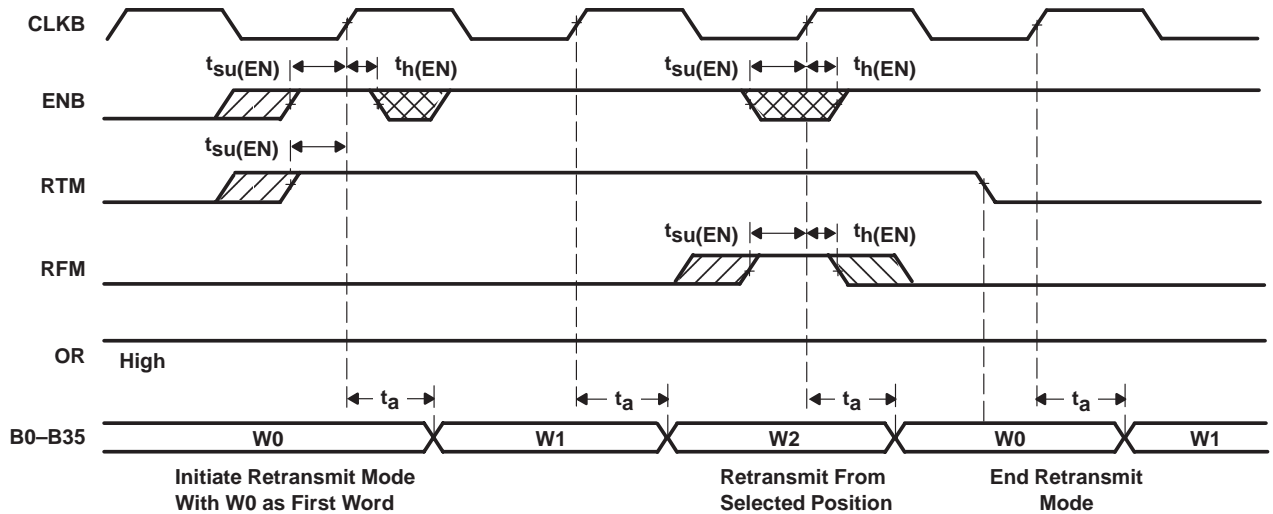 CLKB
tsu(EN) th(EN) tsu(EN) th(EN)
ENB
tsu(EN)
RTM
tsu(EN) th(EN)
RFM
OR High
ta ta ta ta
B0–B35 W0 W1 W2 W0 W1
Initiate Retransmit Mode
With W0 as First Word
Retransmit From
Selected Position
End Retransmit
Mode